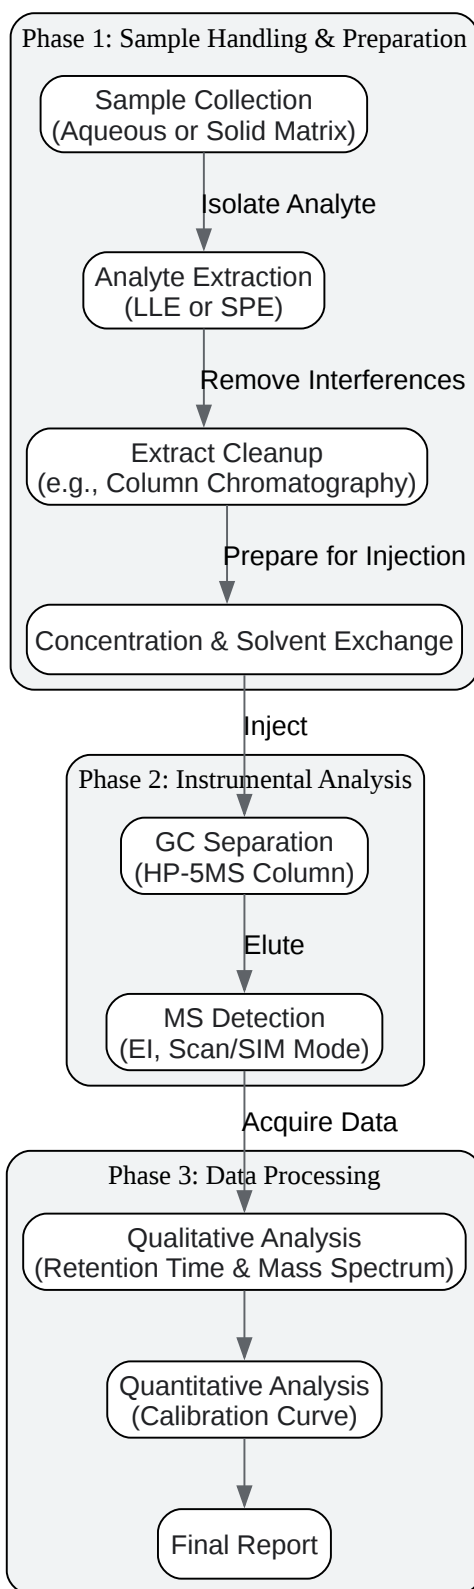 Phase 1: Sample Handling & Preparation
Sample Collection
(Aqueous or Solid Matrix)
Isolate Analyte
Analyte Extraction
(LLE or SPE)
Remove Interferences
Extract Cleanup
(e.g., Column Chromatography)
Prepare for Injection
Concentration & Solvent Exchange
Inject
Phase 2: Instrumental Analysis
GC Separation
(HP-5MS Column)
Elute
MS Detection
(EI, Scan/SIM Mode)
Acquire Data
Phase 3: Data Processing
Qualitative Analysis
(Retention Time & Mass Spectrum)
Quantitative Analysis
(Calibration Curve)
Final Report